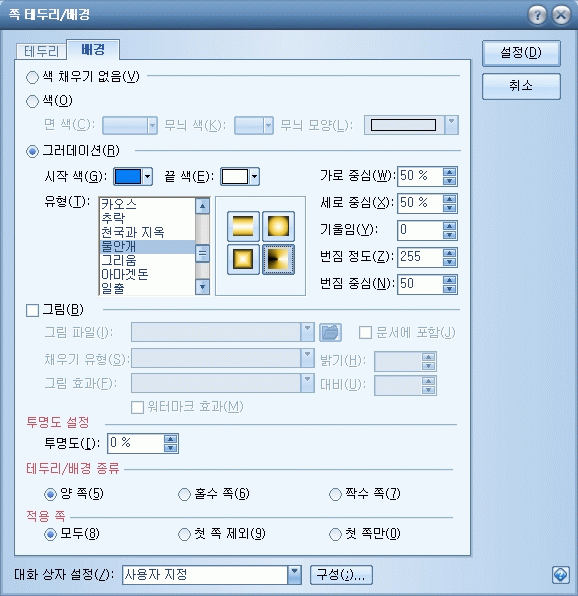 쪽 테두리/배경
테두리 배경 설정(D)
색 채우기 없음(V) 취소
색(O)
면 색(C): 무늬 색(K): 무늬 모양(L):
그러데이션(R)
시작 색(G): 끝 색(E): 가로 중심(W): 50 %
유형(T): 카오스 세로 중심(X): 50 %
추락
천국과 지옥 기울임(Y): 0
물안개
그리움 번짐 정도(Z): 255
아마겟돈
일출 번짐 중심(N): 50
그림(B)
그림 파일(I): 문서에 포함(J)
채우기 유형(S): 밝기(H):
그림 효과(F): 대비(U):
워터마크 효과(M)
투명도 설정
투명도([): 0 %
테두리/배경 종류
양 쪽(5) 홀수 쪽(6) 짝수 쪽(7)
적용 쪽
모두(8) 첫 쪽 제외(9) 첫 쪽만(0)
대화 상자 설정(/): 사용자 지정 구성(;)...